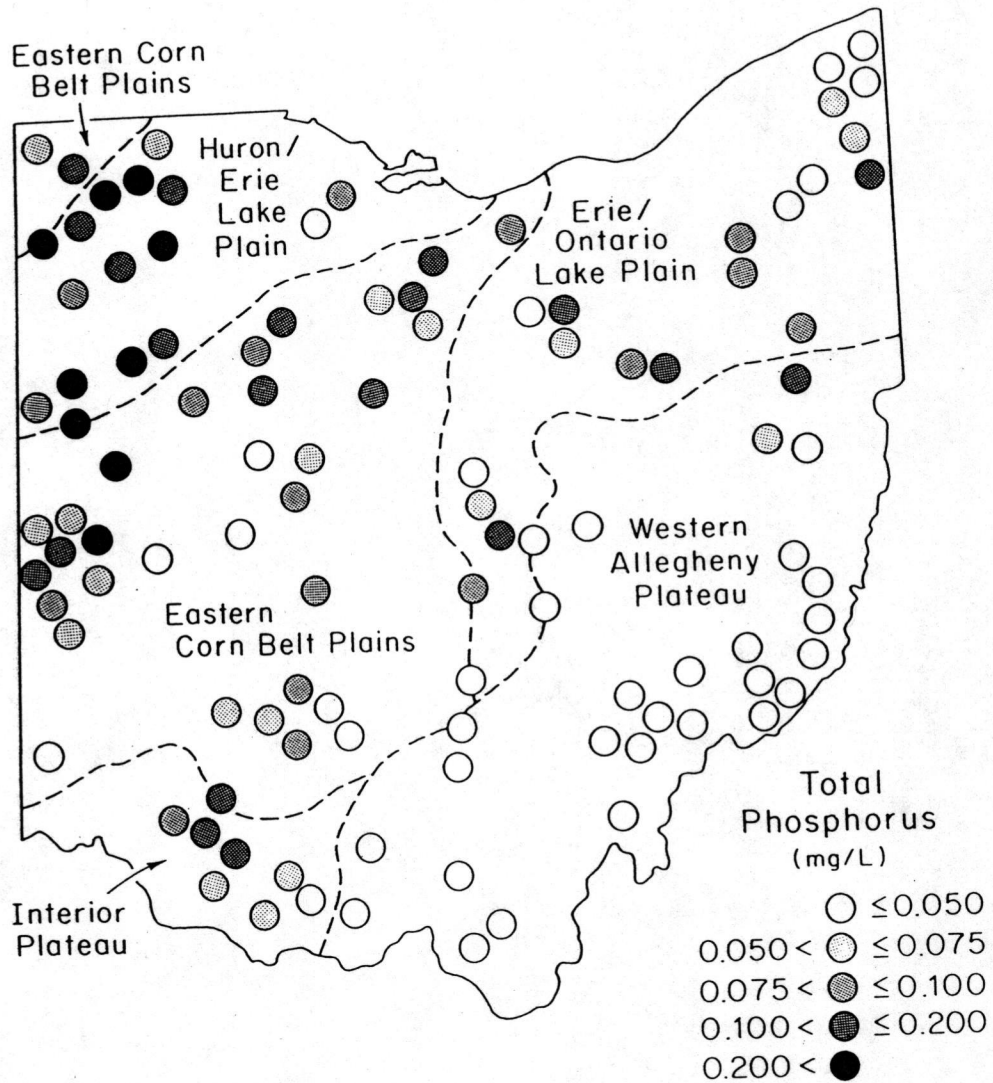 Eastern Corn
Belt Plains
Huron/
Erie
Lake
Plain
Erie/
Ontario
Lake Plain
Western
Allegheny
Plateau
Eastern
Corn Belt Plains
Interior
Plateau
Total
Phosphorus
(mg/L)
≤0.050
0.050< ≤0.075
0.075< ≤0.100
0.100< ≤0.200
0.200<